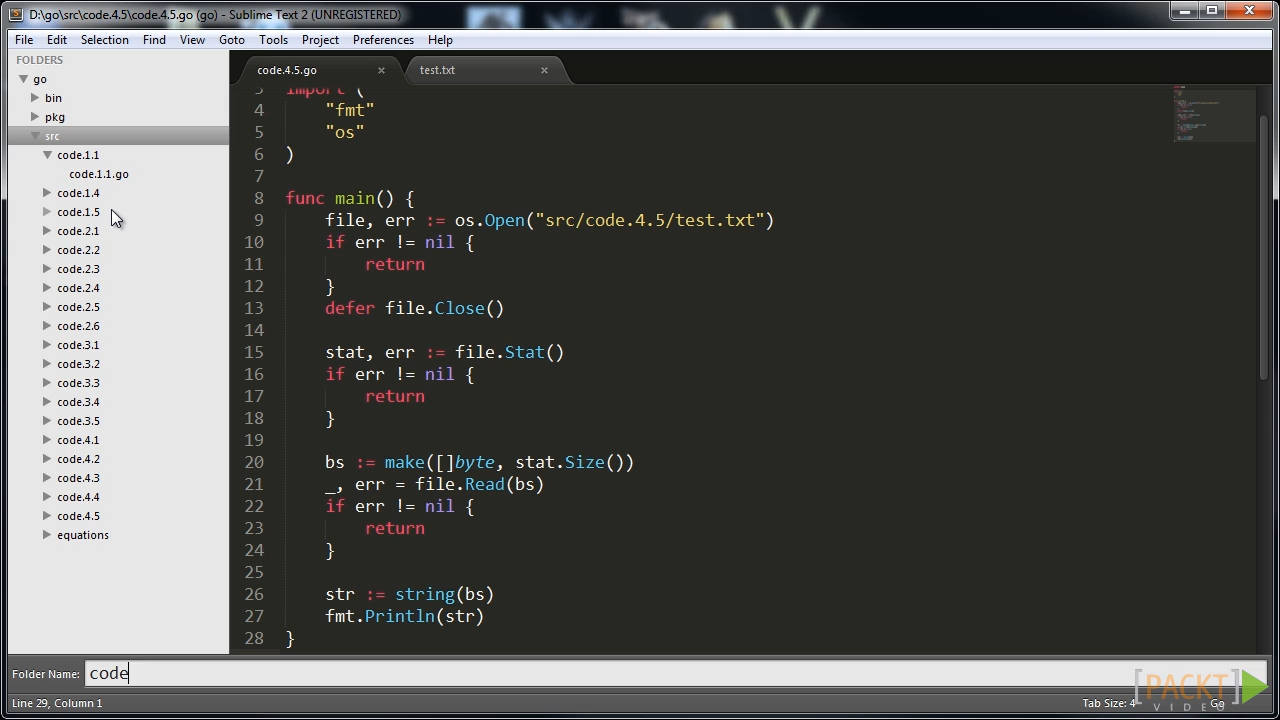 D:\go\src\code.4.5\code.4.5.go (go) - Sublime Text 2 (UNREGISTERED)
File Edit Selection Find View Goto Tools Project Preferences Help
FOLDERS
go
bin
pkg
src
code.1.1
code.1.1.go
code.1.4
code.1.5
code.2.1
code.2.2
code.2.3
code.2.4
code.2.5
code.2.6
code.3.1
code.3.2
code.3.3
code.3.4
code.3.5
code.4.1
code.4.2
code.4.3
code.4.4
code.4.5
equations
code.4.5.go test.txt
3 import (
4 "fmt"
5 "os"
6 )
7
8 func main() {
9 file, err := os.Open("src/code.4.5/test.txt")
10 if err != nil {
11 return
12 }
13 defer file.Close()
14
15 stat, err := file.Stat()
16 if err != nil {
17 return
18 }
19
20 bs := make([]byte, stat.Size())
21 _, err = file.Read(bs)
22 if err != nil {
23 return
24 }
25
26 str := string(bs)
27 fmt.Println(str)
28 }
Folder Name: code
Line 29, Column 1 Tab Size: 4 Go
[PACKT]
VIDEO